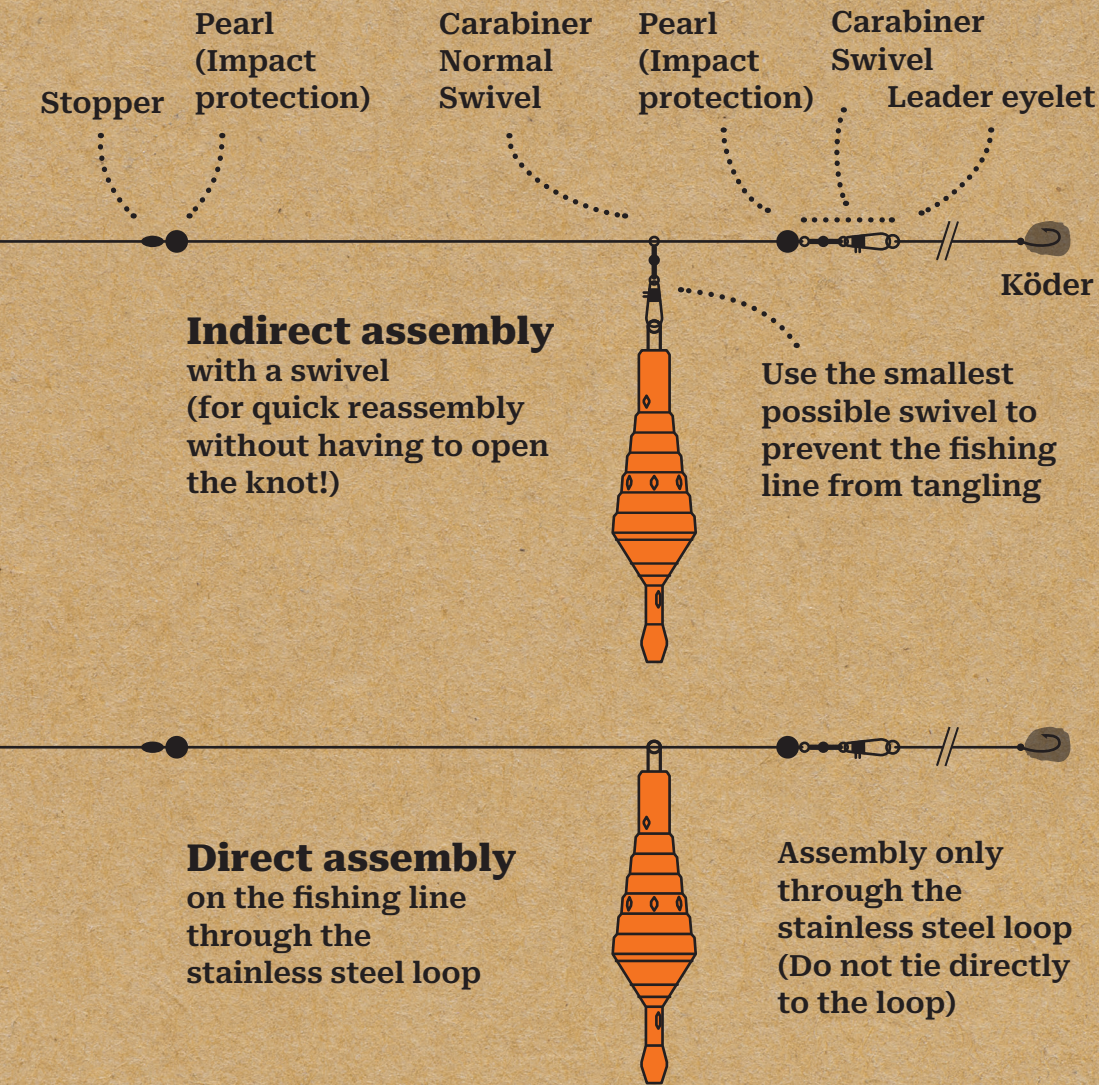 Stopper
Pearl
(Impact
protection)
Carabiner
Normal
Swivel
Pearl
(Impact
protection)
Carabiner
Swivel
Leader eyelet
Köder
Indirect assembly
with a swivel
(for quick reassembly
without having to open
the knot!)
Use the smallest
possible swivel to
prevent the fishing
line from tangling
Direct assembly
on the fishing line
through the
stainless steel loop
Assembly only
through the
stainless steel loop
(Do not tie directly
to the loop)